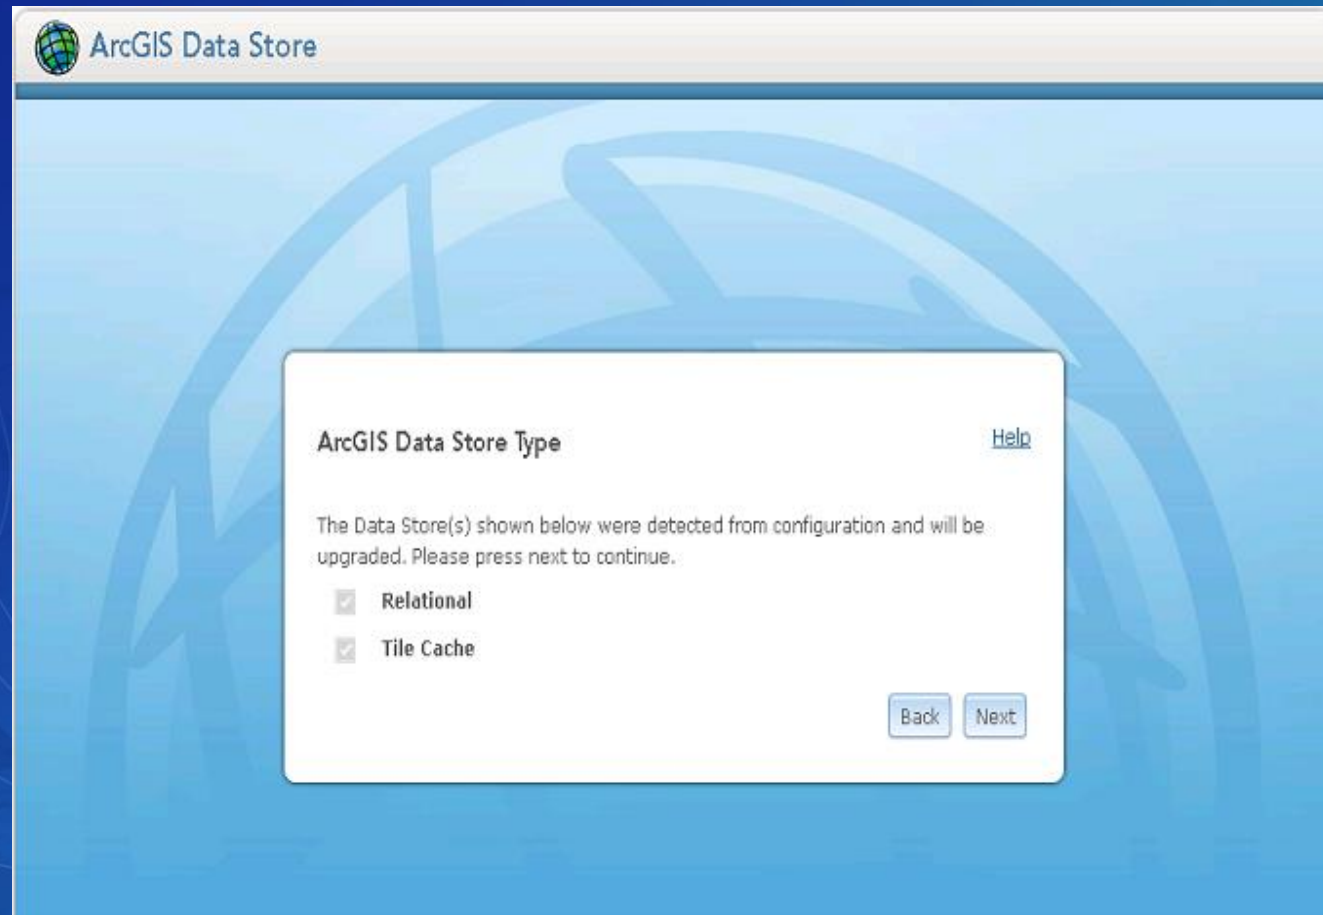 ArcGIS Data Store
ArcGIS Data Store Type
Help
The Data Store(s) shown below were detected from configuration and will be
upgraded. Please press next to continue.
Relational
Tile Cache
Back
Next